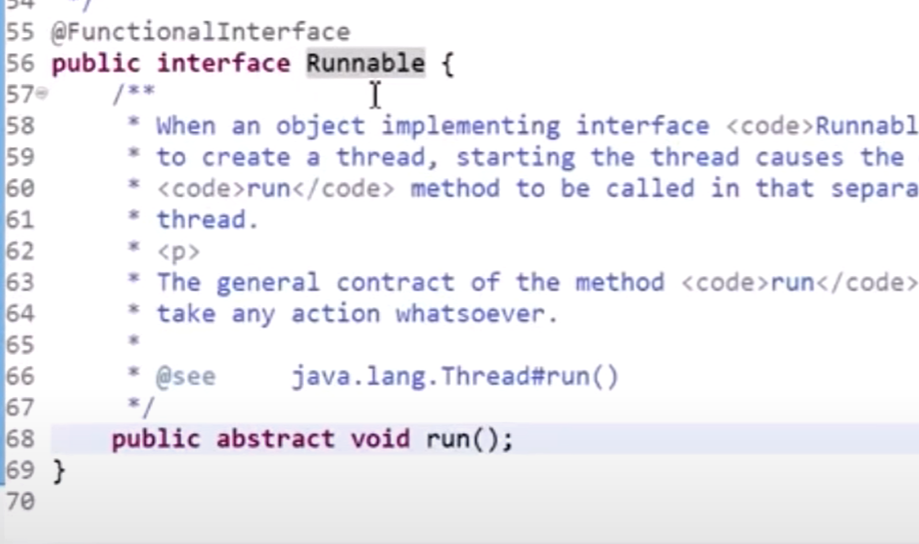 54 */
55 @FunctionalInterface
56 public interface Runnable {
57 /**
58 * When an object implementing interface <code>Runnabl
59 * to create a thread, starting the thread causes the
60 * <code>run</code> method to be called in that separa
61 * thread.
62 * <p>
63 * The general contract of the method <code>run</code>
64 * take any action whatsoever.
65 *
66 * @see java.lang.Thread#run()
67 */
68 public abstract void run();
69 }
70